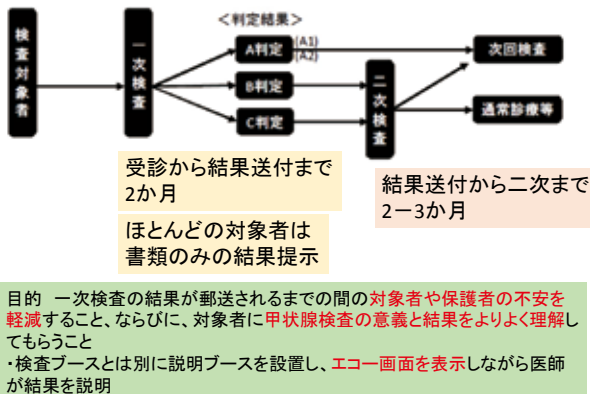 ＜判定結果＞
検査対象者
一次検査
A判定
(A1)
(A2)
B判定
C判定
二次検査
次回検査
通常診療等
受診から結果送付まで
2か月
ほとんどの対象者は
書類のみの結果提示
結果送付から二次まで
2－3か月
目的　一次検査の結果が郵送されるまでの間の対象者や保護者の不安を
軽減すること、ならびに、対象者に甲状腺検査の意義と結果をよりよく理解し
てもらうこと
・検査ブースとは別に説明ブースを設置し、エコー画面を表示しながら医師
が結果を説明